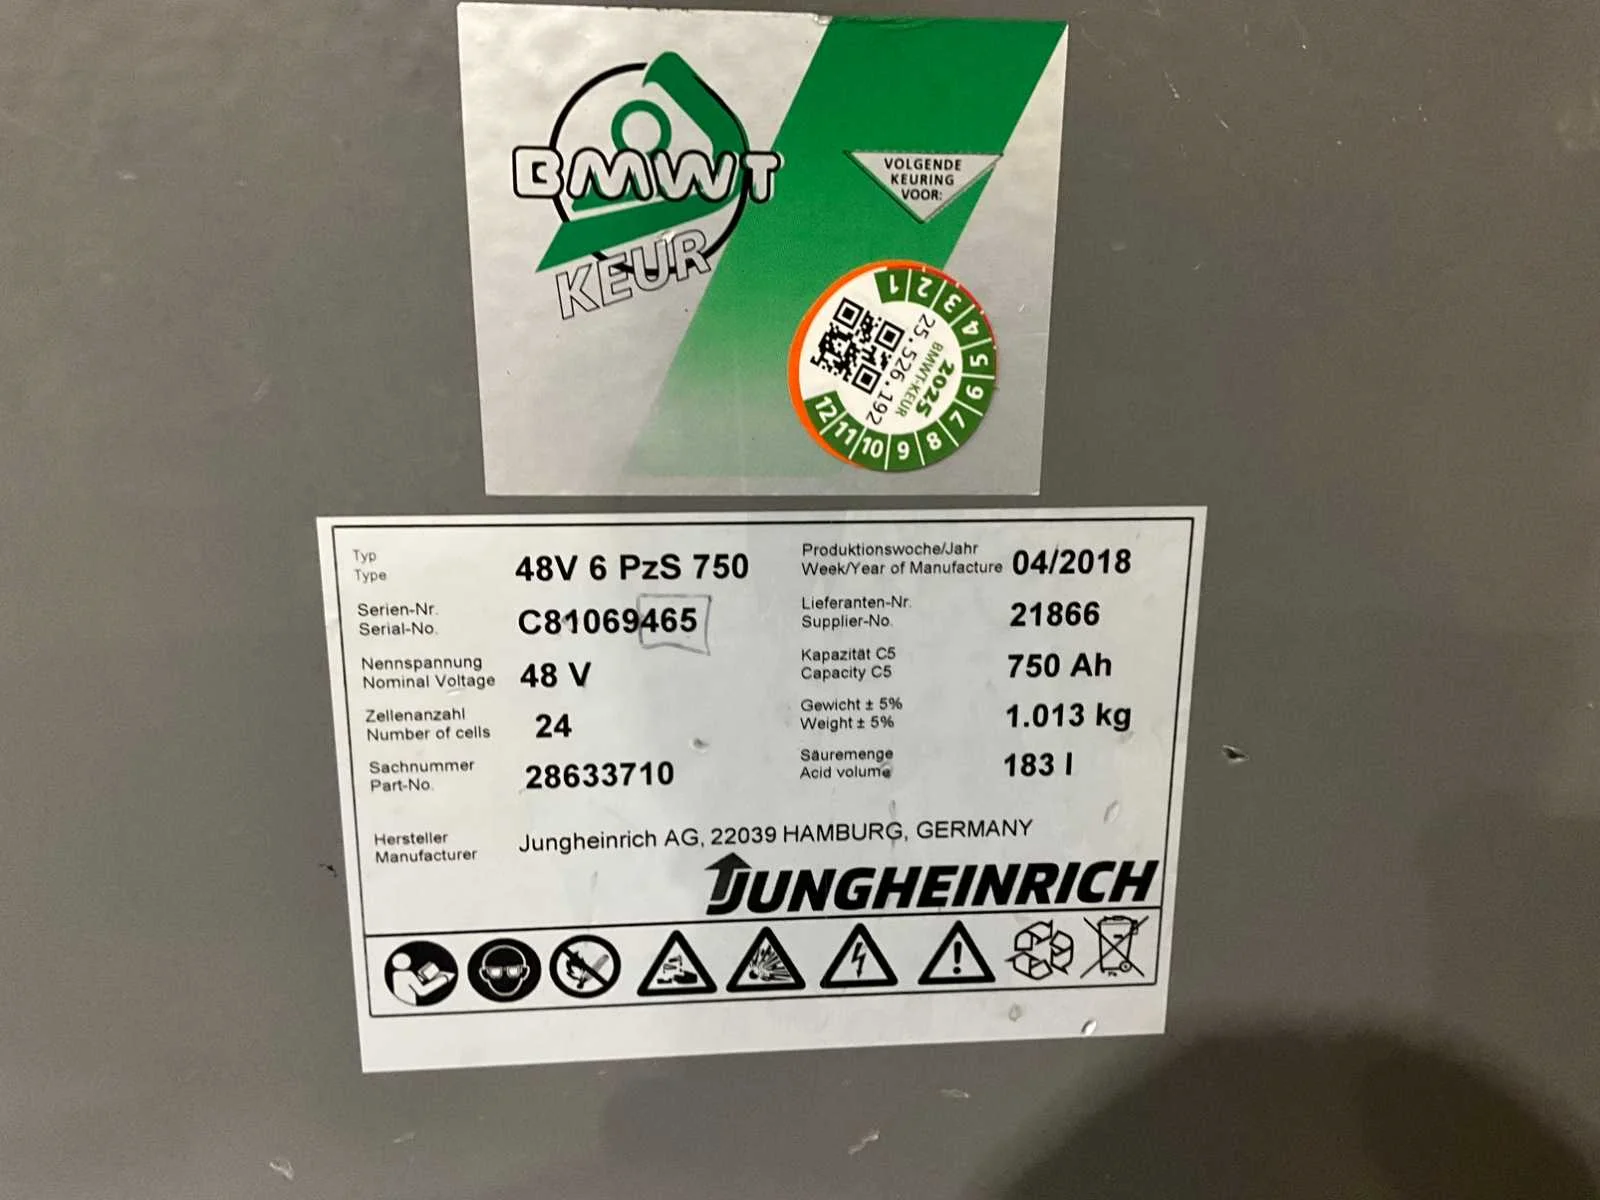 BMWT
KEUR
VOLGENDE
KEURING
VOOR:
1 2 3 4 5 6 7 8 9 10 11 12
25.526.192
BMWT-KEUR
2025
Typ
Type
48V 6 PzS 750
Produktionswoche/Jahr
Week/Year of Manufacture
04/2018
Serien-Nr.
Serial-No.
C81069465
Lieferanten-Nr.
Supplier-No.
21866
Nennspannung
Nominal Voltage
48 V
Kapazität C5
Capacity C5
750 Ah
Zellenanzahl
Number of cells
24
Gewicht ± 5%
Weight ± 5%
1.013 kg
Sachnummer
Part-No.
28633710
Säuremenge
Acid volume
183 l
Hersteller
Manufacturer
Jungheinrich AG, 22039 HAMBURG, GERMANY
JUNGHEINRICH